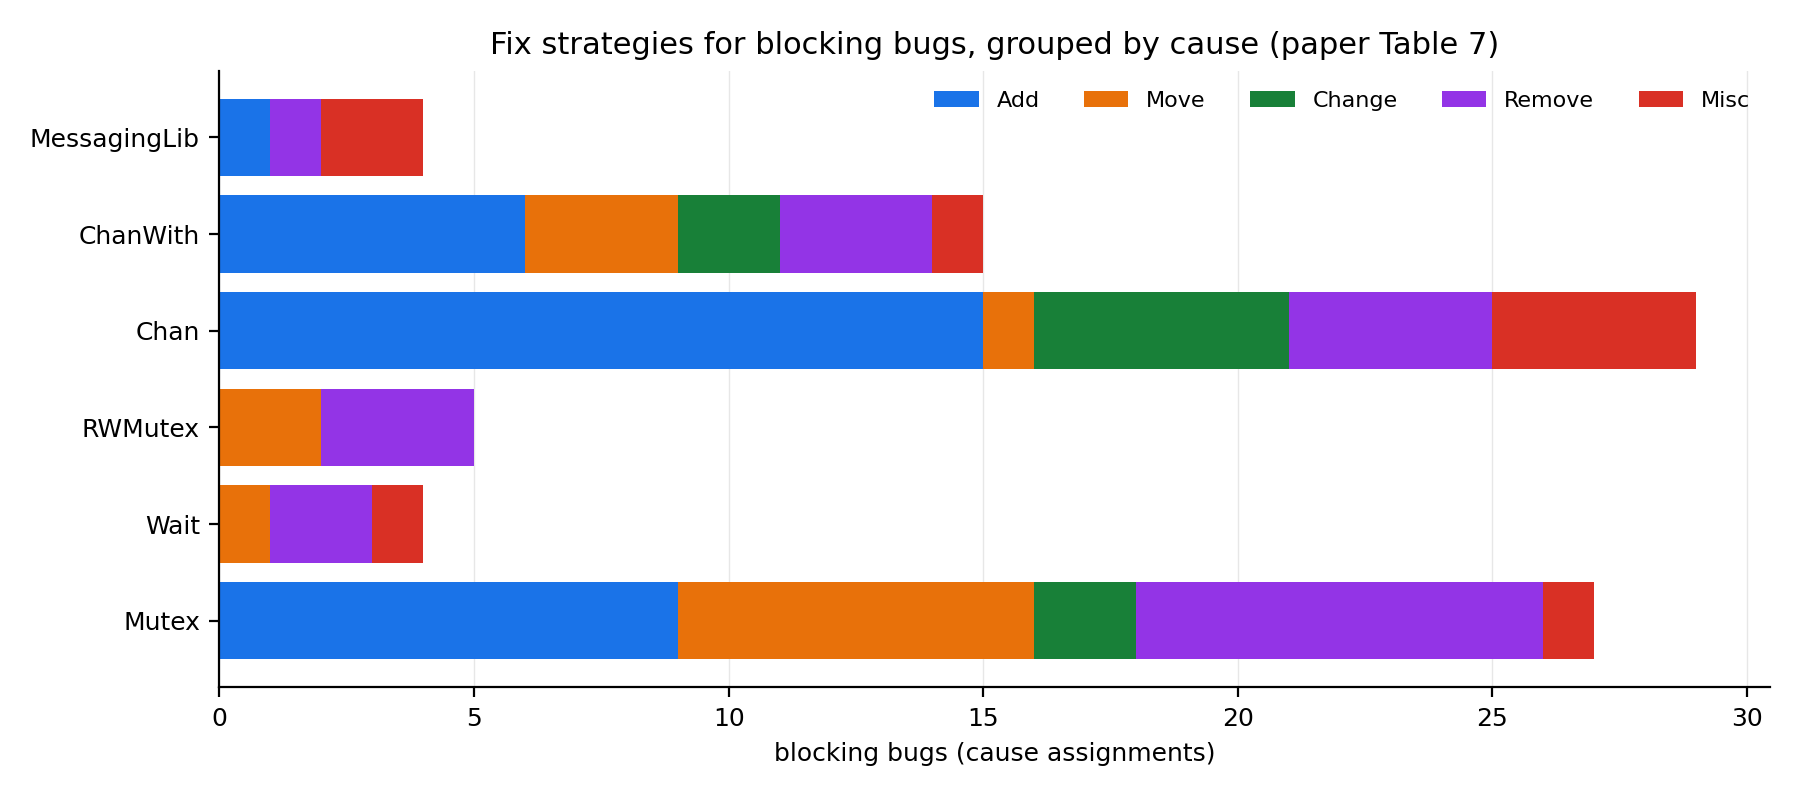 Fix strategies for blocking bugs, grouped by cause (paper Table 7)
Add Move Change Remove Misc
MessagingLib
ChanWith
Chan
RWMutex
Wait
Mutex
0 5 10 15 20 25 30
blocking bugs (cause assignments)